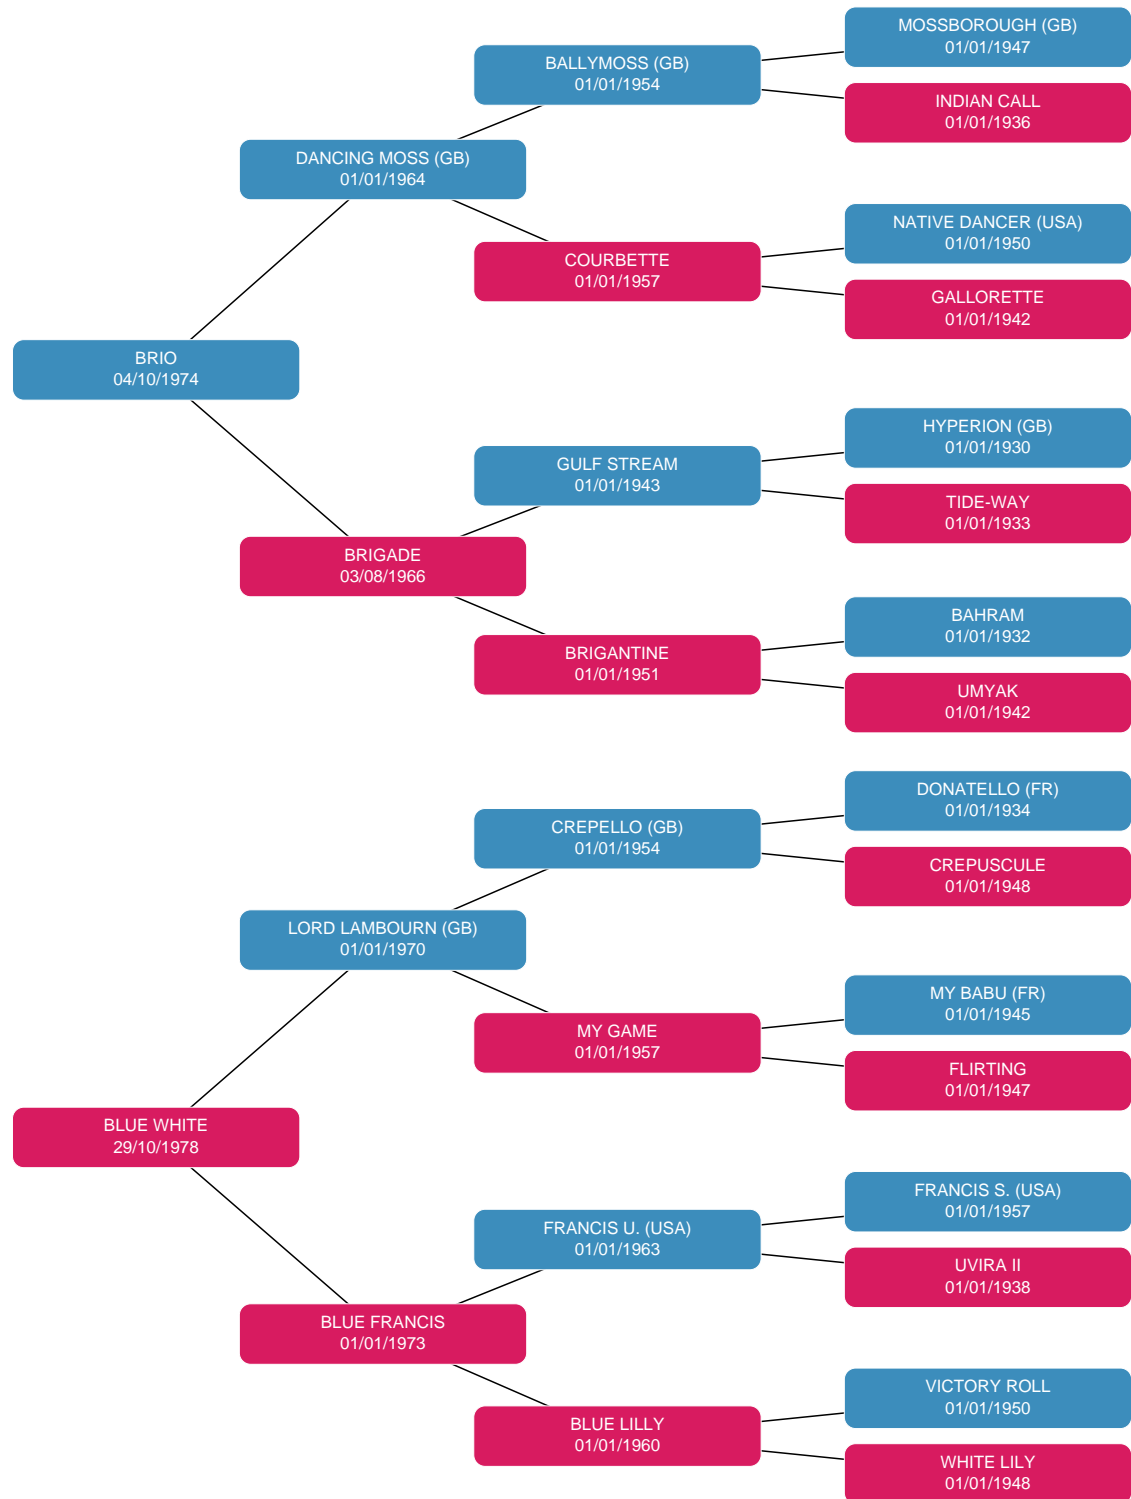 MOSSBOROUGH (GB)
01/01/1947
BALLYMOSS (GB)
01/01/1954
INDIAN CALL
01/01/1936
DANCING MOSS (GB)
01/01/1964
NATIVE DANCER (USA)
01/01/1950
COURBETTE
01/01/1957
GALLORETTE
01/01/1942
BRIO
04/10/1974
HYPERION (GB)
01/01/1930
GULF STREAM
01/01/1943
TIDE-WAY
01/01/1933
BRIGADE
03/08/1966
BAHRAM
01/01/1932
BRIGANTINE
01/01/1951
UMYAK
01/01/1942
DONATELLO (FR)
01/01/1934
CREPELLO (GB)
01/01/1954
CREPUSCULE
01/01/1948
LORD LAMBOURN (GB)
01/01/1970
MY BABU (FR)
01/01/1945
MY GAME
01/01/1957
FLIRTING
01/01/1947
BLUE WHITE
29/10/1978
FRANCIS S. (USA)
01/01/1957
FRANCIS U. (USA)
01/01/1963
UVIRA II
01/01/1938
BLUE FRANCIS
01/01/1973
VICTORY ROLL
01/01/1950
BLUE LILLY
01/01/1960
WHITE LILY
01/01/1948